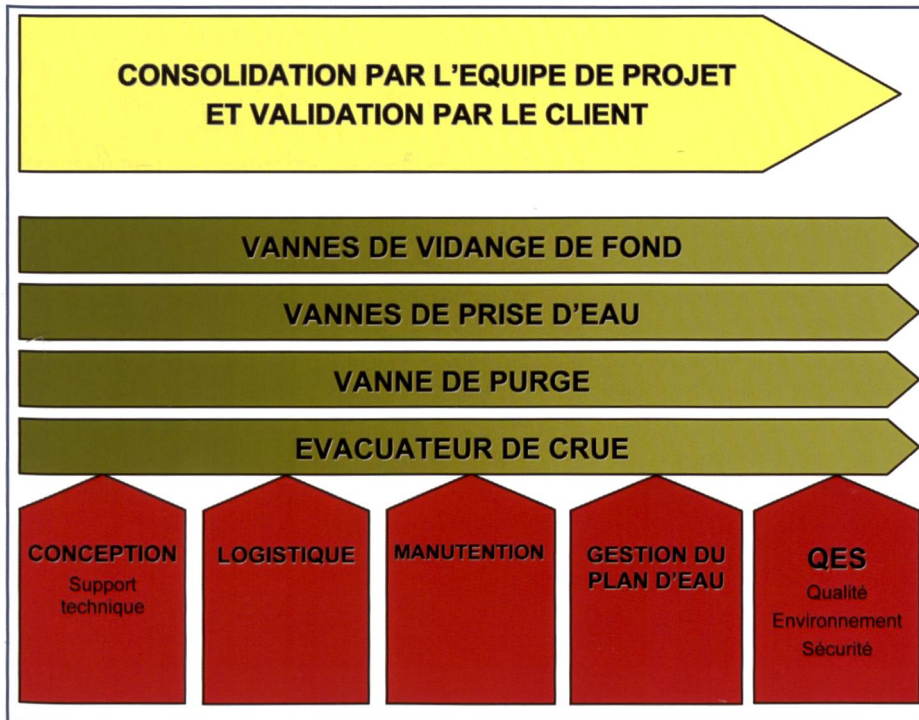 CONSOLIDATION PAR L'EQUIPE DE PROJET
ET VALIDATION PAR LE CLIENT
VANNES DE VIDANGE DE FOND
VANNES DE PRISE D'EAU
VANNE DE PURGE
EVACUATEUR DE CRUE
CONCEPTION
Support
technique
LOGISTIQUE
MANUTENTION
GESTION DU
PLAN D'EAU
QES
Qualité
Environnement
Sécurité